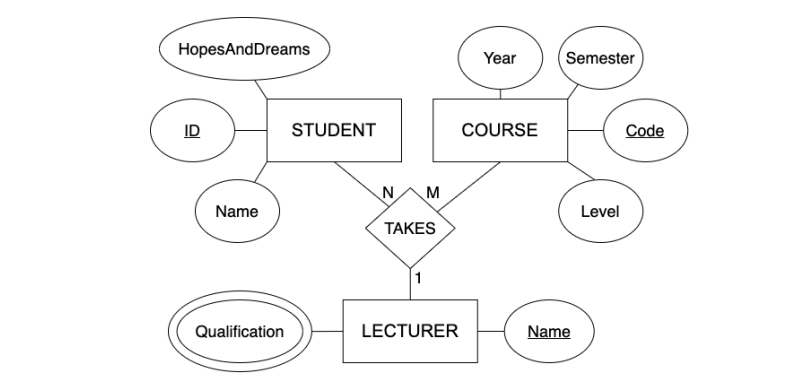 HopesAndDreams
Year
Semester
ID
STUDENT
COURSE
Code
Name
N
M
Level
TAKES
1
Qualification
LECTURER
Name